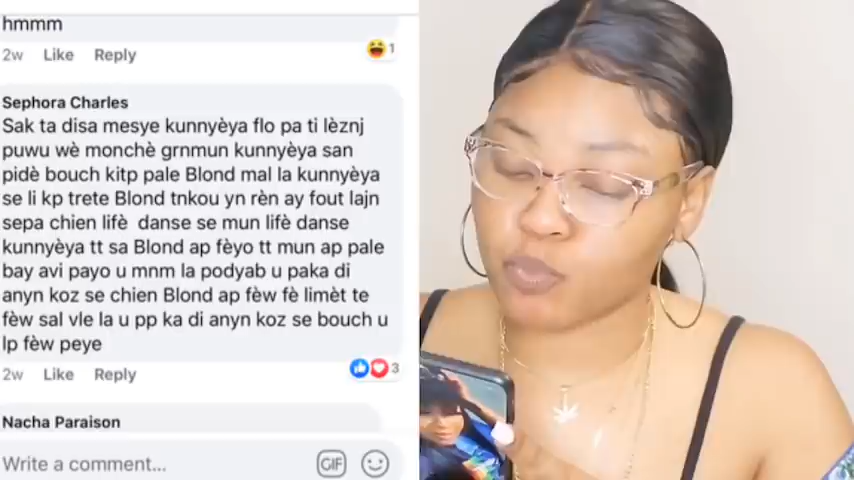 hmmm
2w Like Reply 1
Sephora Charles
Sak ta disa mesye kunnyèya flo pa ti lèznj
puwu wè monchè grnmun kunnyèya san
pidè bouch kitp pale Blond mal la kunnyèya
se li kp trete Blond tnkou yn rèn ay fout lajn
sepa chien lifè danse se mun lifè danse
kunnyèya tt sa Blond ap fèyo tt mun ap pale
bay avi payo u mnm la podyab u paka di
anyn koz se chien Blond ap fèw fè limèt te
fèw sal vle la u pp ka di anyn koz se bouch u
lp fèw peye
2w Like Reply 3
Nacha Paraison
Write a comment...
GIF